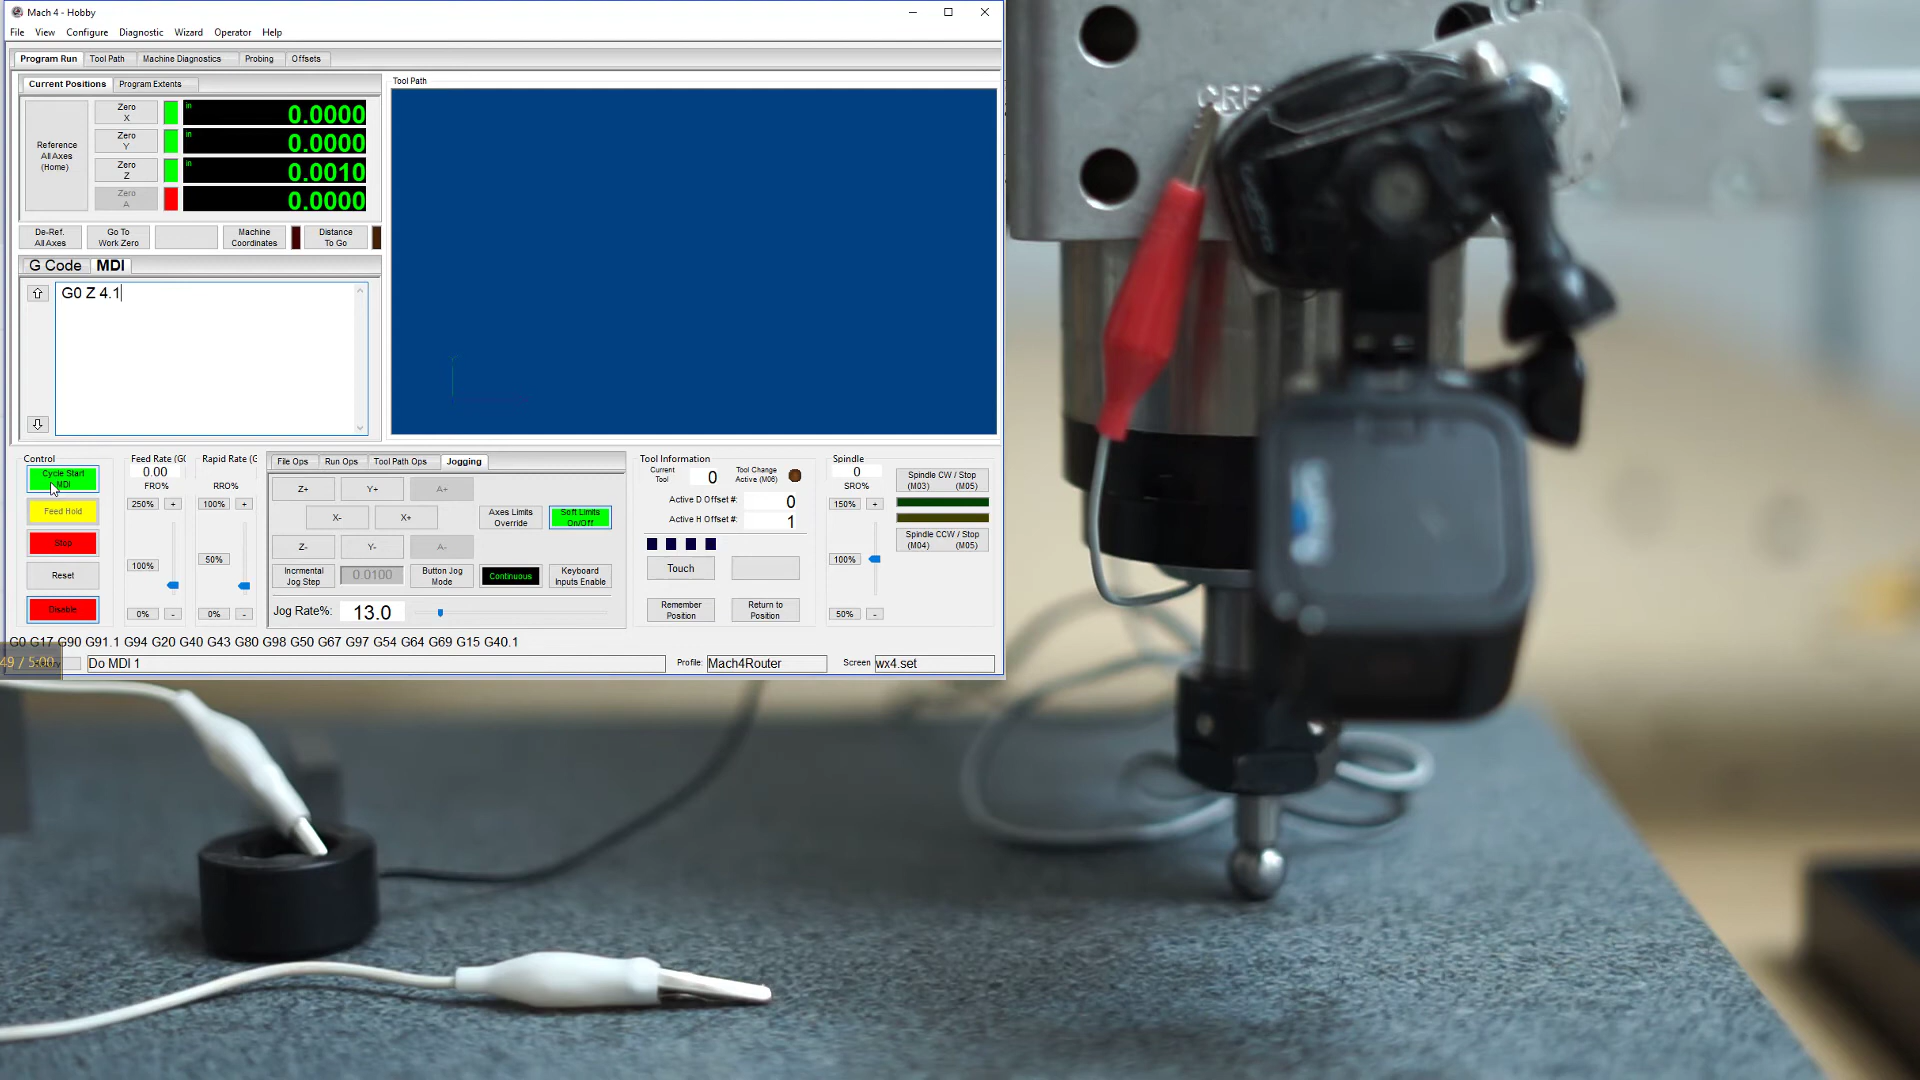 Mach 4 - Hobby
File View Configure Diagnostic Wizard Operator Help
Program Run Tool Path Machine Diagnostics Probing Offsets
Current Positions Program Extents
Tool Path
Reference
All Axes
(Home)
Zero
X
in
0.0000
Zero
Y
in
0.0000
Zero
Z
in
0.0010
Zero
A
0.0000
De-Ref.
All Axes
Go To
Work Zero
Machine
Coordinates
Distance
To Go
G Code MDI
G0 Z 4.1
Control
Cycle Start
MDI
Feed Hold
Stop
Reset
Disable
Feed Rate (G0
0.00
FRO%
250% +
100%
0% -
Rapid Rate (G
RRO%
100% +
50%
0% -
File Ops Run Ops Tool Path Ops Jogging
Z+ Y+ A+
X- X+
Z- Y- A-
Axes Limits
Override
Soft Limits
On/Off
Incrmental
Jog Step
0.0100
Button Jog
Mode
Continuous
Keyboard
Inputs Enable
Jog Rate%: 13.0
Tool Information
Current
Tool
0
Tool Change
Active (M06)
Active D Offset #: 0
Active H Offset #: 1
Touch
Remember
Position
Return to
Position
Spindle
0
SRO%
150% +
100%
50% -
Spindle CW / Stop
(M03) (M05)
Spindle CCW / Stop
(M04) (M05)
G0 G17 G90 G91.1 G94 G20 G40 G43 G80 G98 G50 G67 G97 G54 G64 G69 G15 G40.1
49 / 5:00
Do MDI 1
Profile: Mach4Router
Screen wx4.set